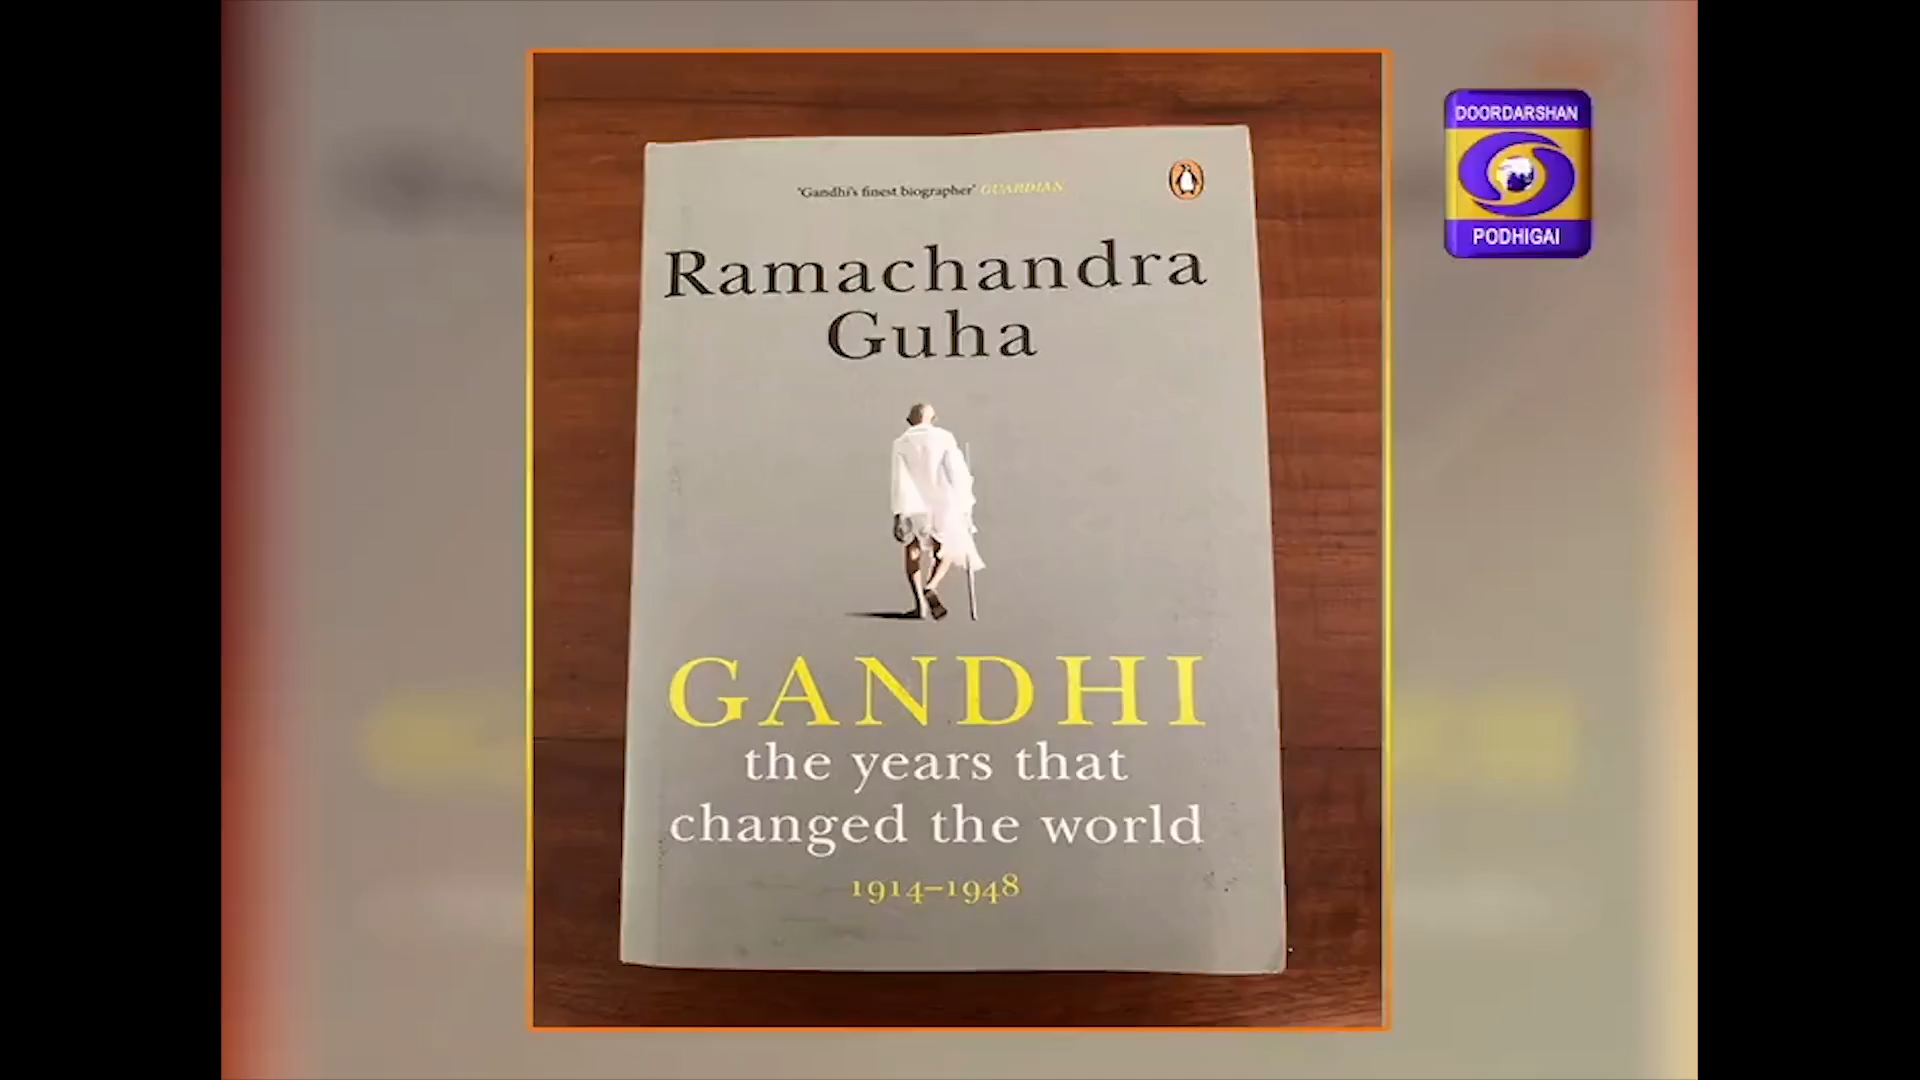 'Gandhi's finest biographer' GUARDIAN
Ramachandra
Guha
GANDHI
the years that
changed the world
1914–1948
DOORDARSHAN
PODHIGAI